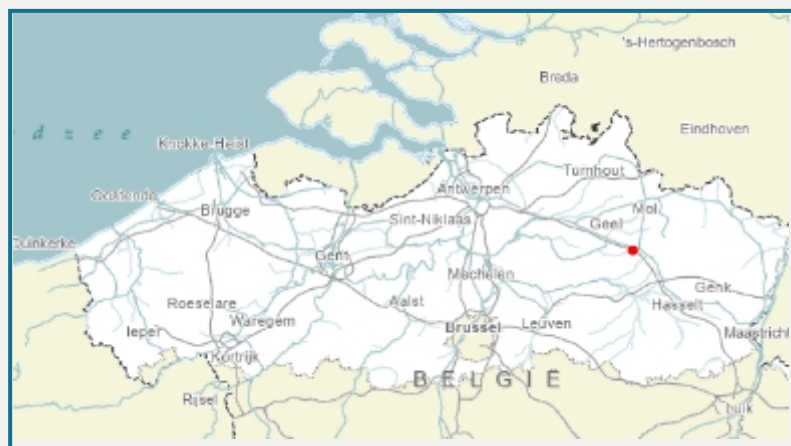 's-Hertogenbosch
Breda
d z e e
Eindhoven
Knokke-Heist
Turnhout
Antwerpen
Oostende
Mol
Brugge
Sint-Niklaas
Geel
Duinkerke
Gent
Mechelen
Genk
Roeselare
Aalst
Hasselt
Ieper
Waregem
Brussel
Leuven
Maastricht
Kortrijk
BELGIË
Rijsel
Luik